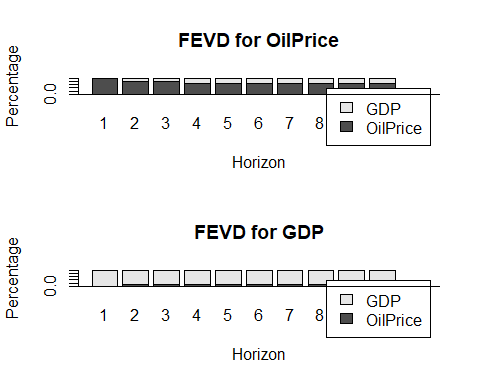 FEVD for OilPrice
Percentage
0.0
GDP
OilPrice
1 2 3 4 5 6 7 8
Horizon
FEVD for GDP
Percentage
0.0
GDP
OilPrice
1 2 3 4 5 6 7 8
Horizon